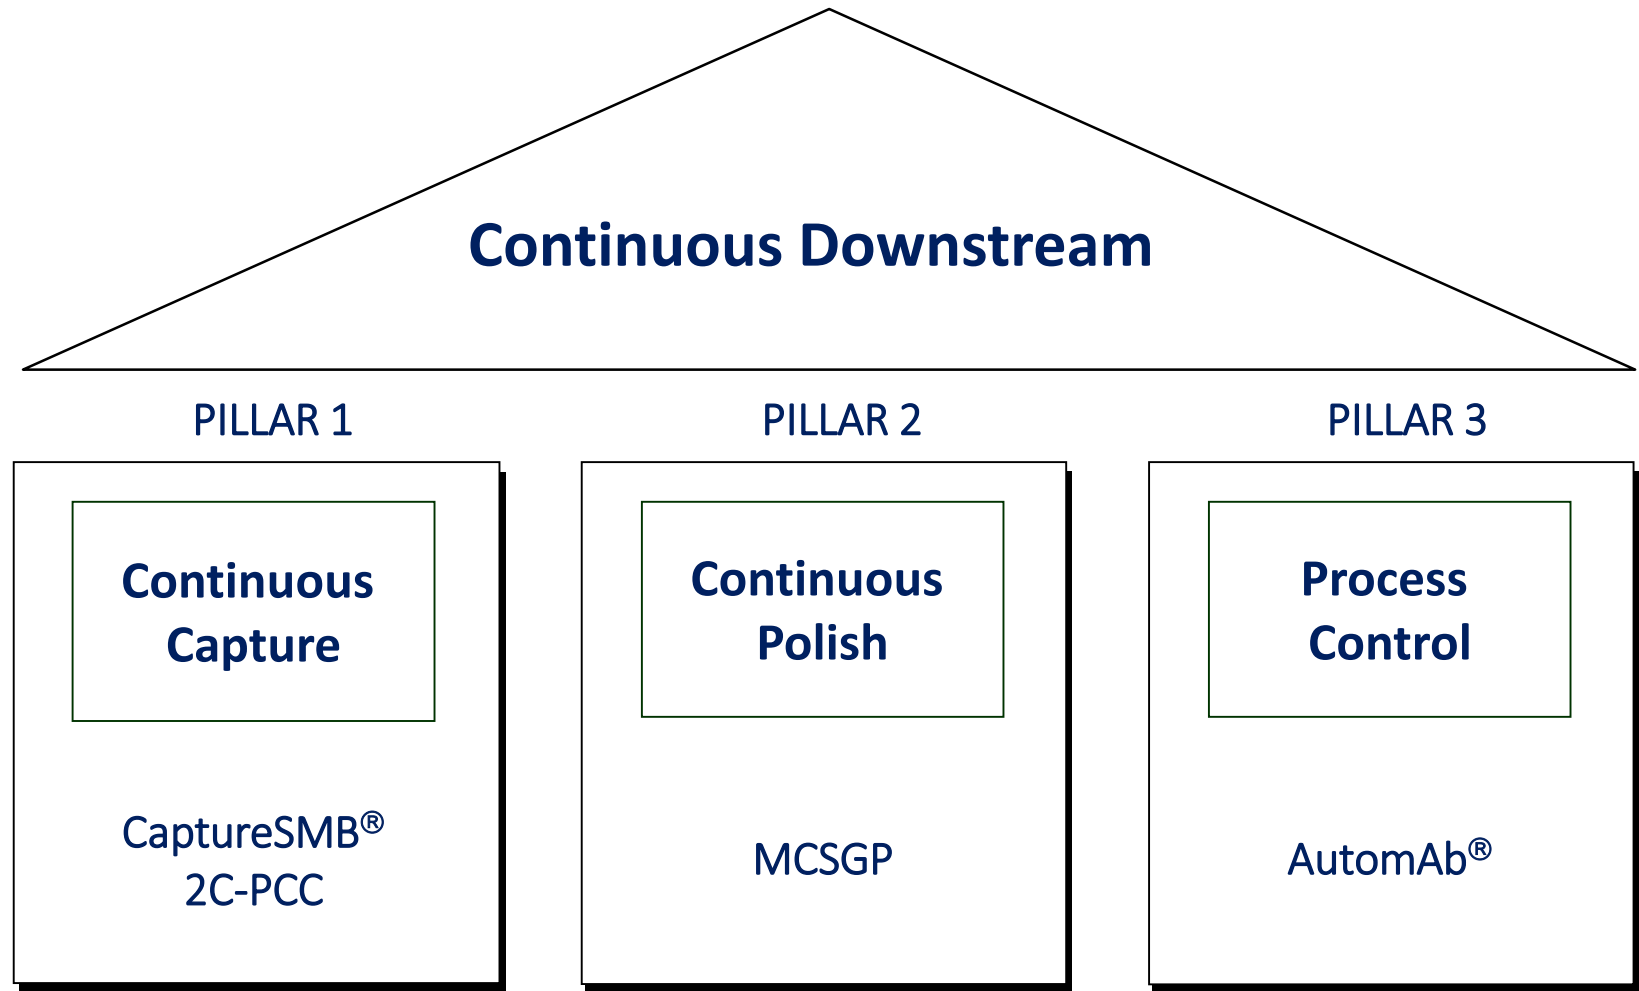 Continuous Downstream
PILLAR 1
PILLAR 2
PILLAR 3
Continuous
Capture
CaptureSMB®
2C-PCC
Continuous
Polish
MCSGP
Process
Control
AutomAb®